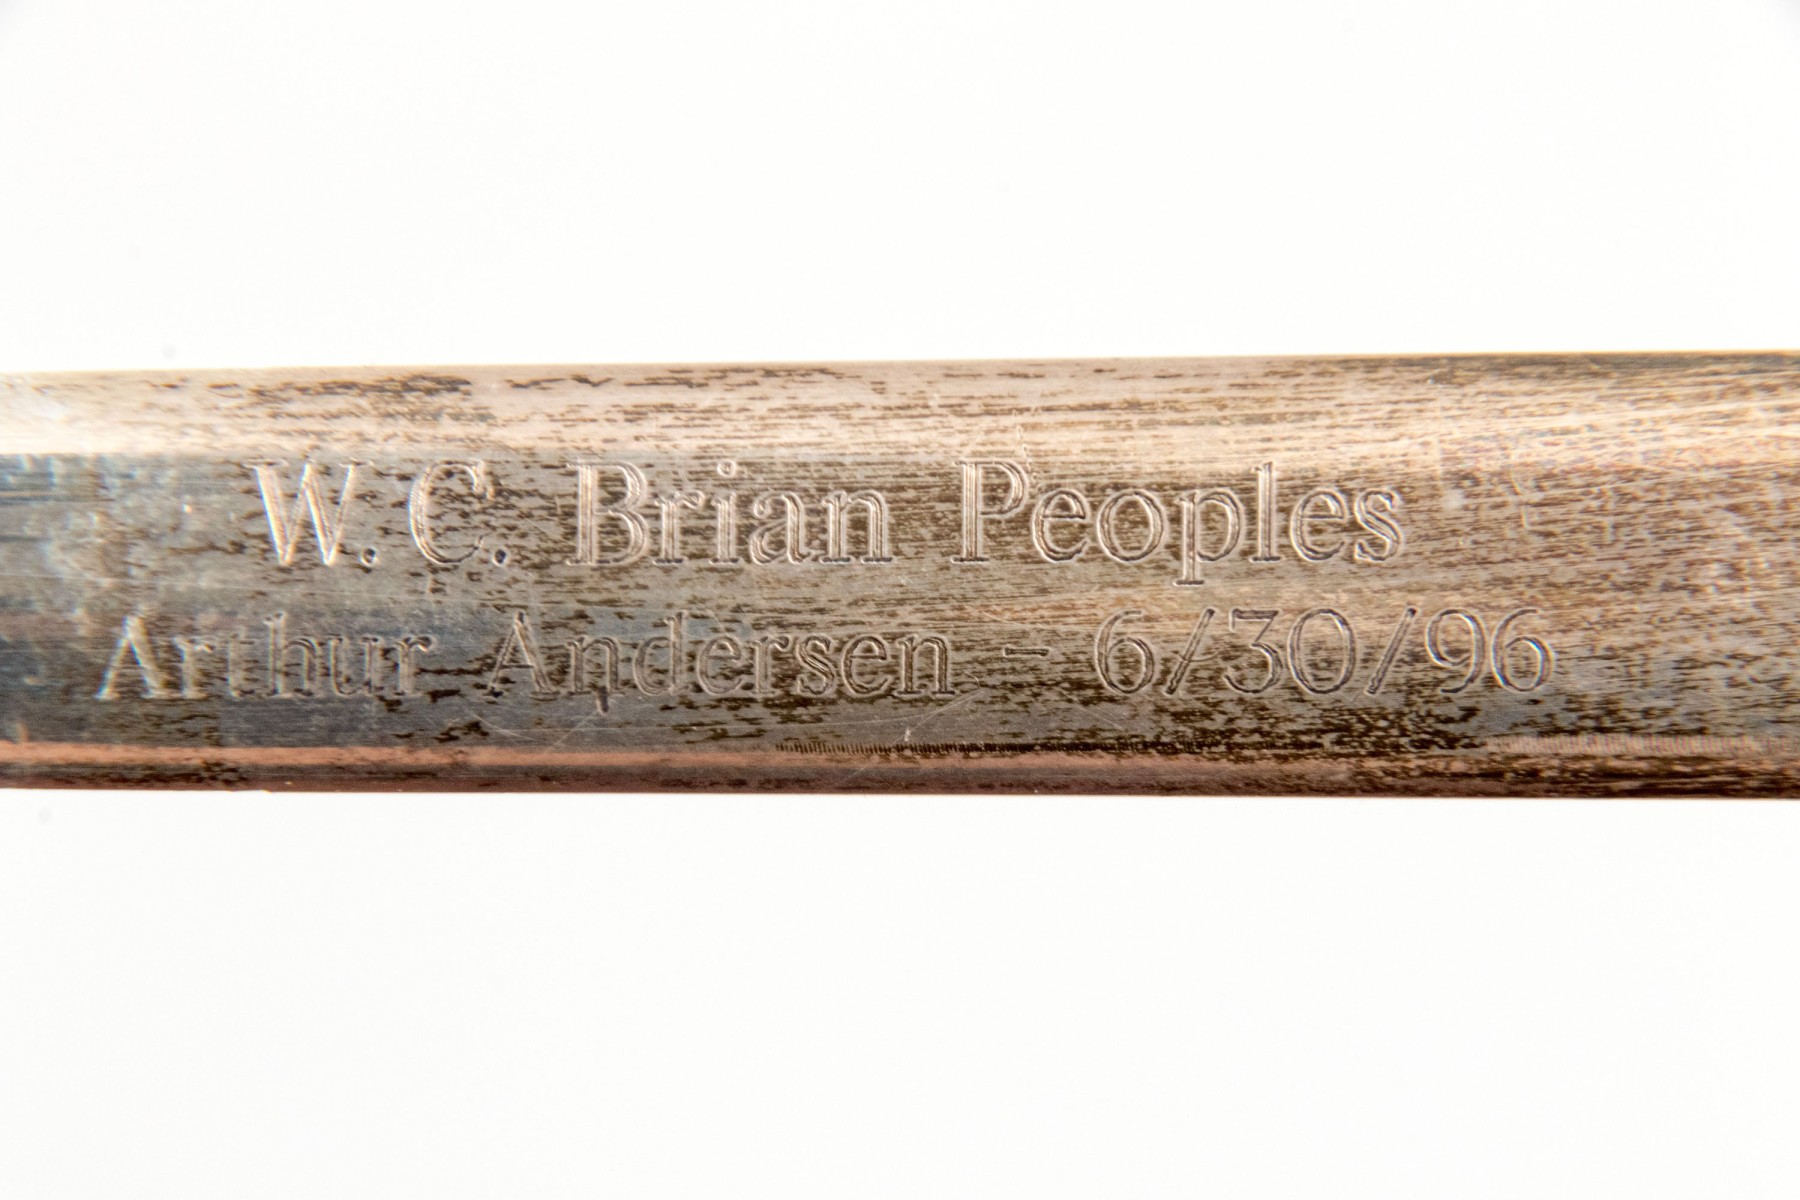 W. C. Brian Peoples
Arthur Andersen - 6/30/96